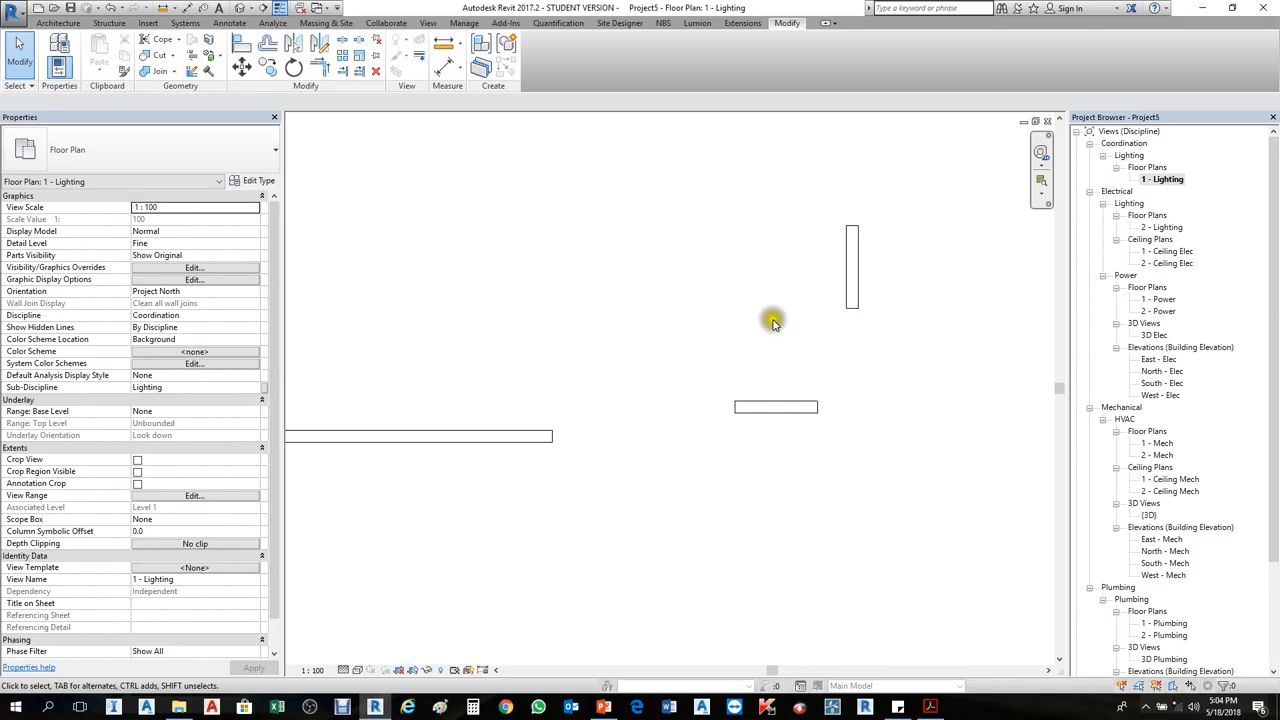 Autodesk Revit 2017.2 - STUDENT VERSION - Project5 - Floor Plan: 1 - Lighting
Type a keyword or phrase
Sign In
Architecture Structure Insert Systems Annotate Analyze Massing & Site Collaborate View Manage Add-Ins Quantification Site Designer NBS Lumion Extensions Modify
Modify
Paste
Cope
Cut
Join
Select Properties Clipboard Geometry Modify View Measure Create
Properties
Floor Plan
Floor Plan: 1 - Lighting
Edit Type
Graphics
View Scale 1 : 100
Scale Value 1: 100
Display Model Normal
Detail Level Fine
Parts Visibility Show Original
Visibility/Graphics Overrides Edit...
Graphic Display Options Edit...
Orientation Project North
Wall Join Display Clean all wall joins
Discipline Coordination
Show Hidden Lines By Discipline
Color Scheme Location Background
Color Scheme <none>
System Color Schemes Edit...
Default Analysis Display Style None
Sub-Discipline Lighting
Underlay
Range: Base Level None
Range: Top Level Unbounded
Underlay Orientation Look down
Extents
Crop View
Crop Region Visible
Annotation Crop
View Range Edit...
Associated Level Level 1
Scope Box None
Column Symbolic Offset 0.0
Depth Clipping No clip
Identity Data
View Template <None>
View Name 1 - Lighting
Dependency Independent
Title on Sheet
Referencing Sheet
Referencing Detail
Phasing
Phase Filter Show All
Properties help
Apply
1 : 100
Project Browser - Project5
Views (Discipline)
Coordination
Lighting
Floor Plans
1 - Lighting
Electrical
Lighting
Floor Plans
2 - Lighting
Ceiling Plans
1 - Ceiling Elec
2 - Ceiling Elec
Power
Floor Plans
1 - Power
2 - Power
3D Views
3D Elec
Elevations (Building Elevation)
East - Elec
North - Elec
South - Elec
West - Elec
Mechanical
HVAC
Floor Plans
1 - Mech
2 - Mech
Ceiling Plans
1 - Ceiling Mech
2 - Ceiling Mech
3D Views
{3D}
Elevations (Building Elevation)
East - Mech
North - Mech
South - Mech
West - Mech
Plumbing
Plumbing
Floor Plans
1 - Plumbing
2 - Plumbing
3D Views
3D Plumbing
Elevations (Building Elevation)
Click to select, TAB for alternates, CTRL adds, SHIFT unselects.
:0
Main Model
:0
5:04 PM
5/18/2018